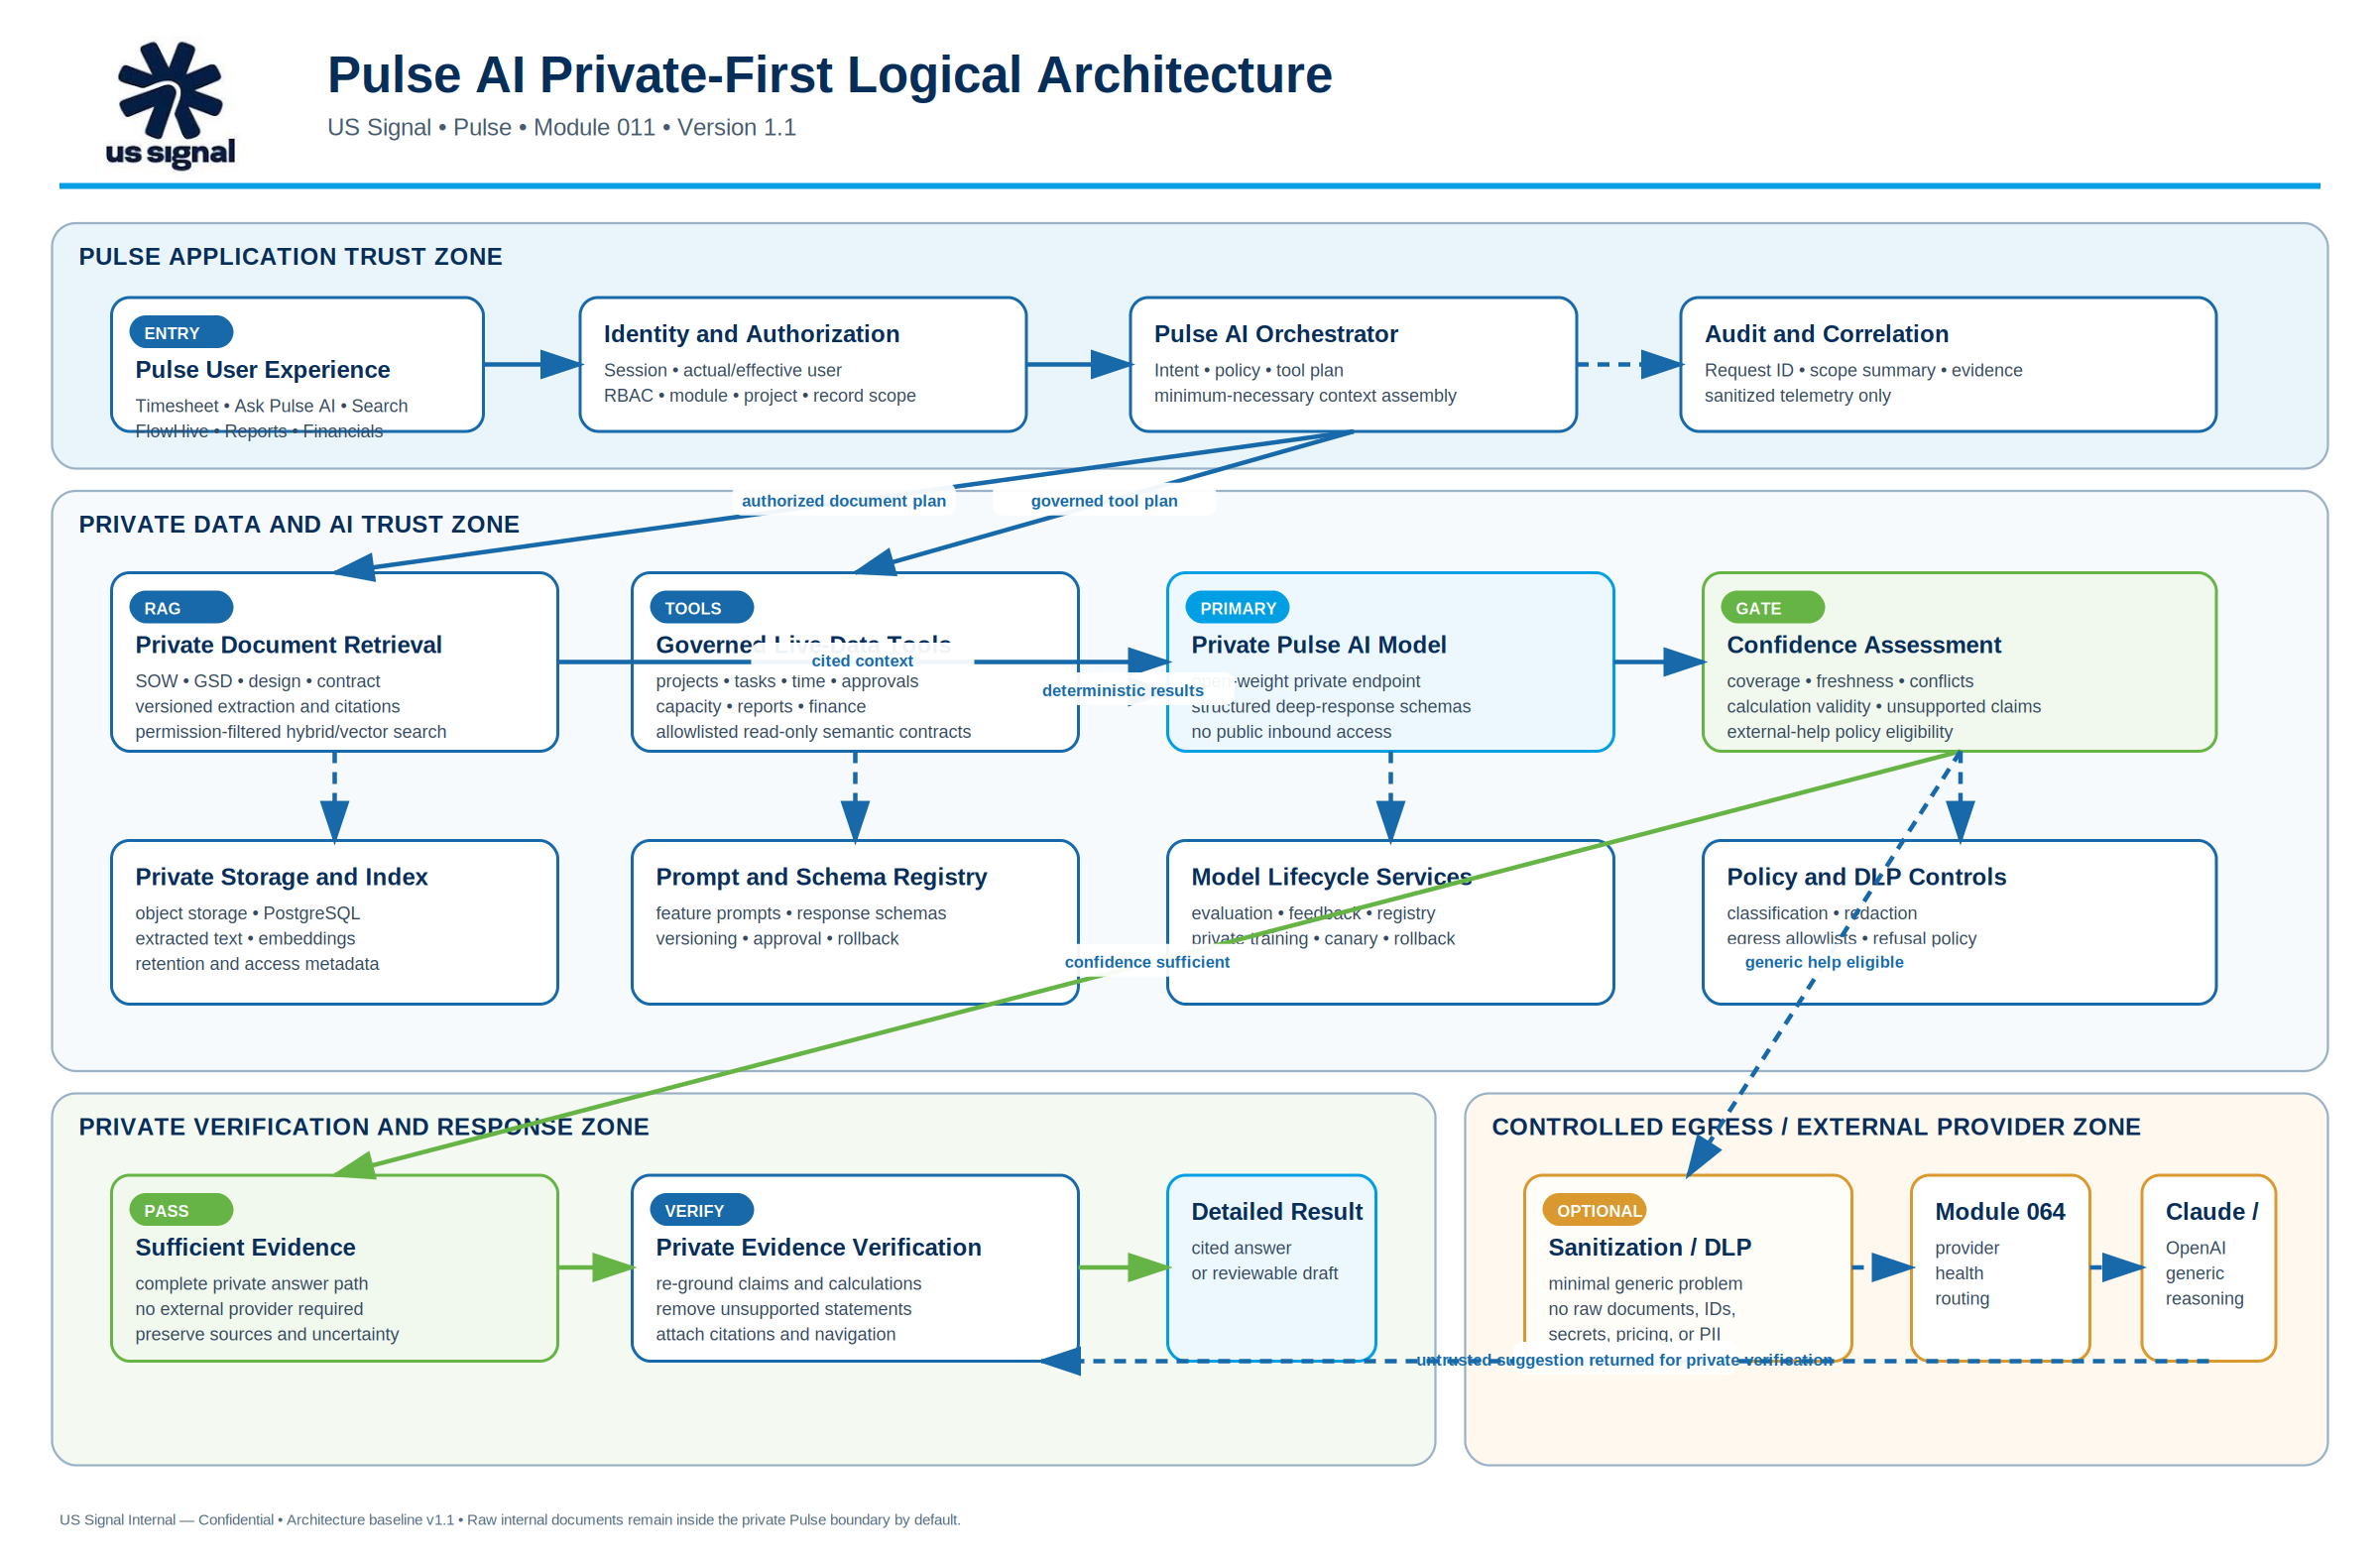 us signal
Pulse AI Private-First Logical Architecture
US Signal • Pulse • Module 011 • Version 1.1
PULSE APPLICATION TRUST ZONE
ENTRY
Pulse User Experience
Timesheet • Ask Pulse AI • Search
FlowHive • Reports • Financials
Identity and Authorization
Session • actual/effective user
RBAC • module • project • record scope
Pulse AI Orchestrator
Intent • policy • tool plan
minimum-necessary context assembly
Audit and Correlation
Request ID • scope summary • evidence
sanitized telemetry only
authorized document plan
governed tool plan
PRIVATE DATA AND AI TRUST ZONE
RAG
Private Document Retrieval
SOW • GSD • design • contract
versioned extraction and citations
permission-filtered hybrid/vector search
TOOLS
Governed Live-Data Tools
projects • tasks • time • approvals
capacity • reports • finance
allowlisted read-only semantic contracts
cited context
deterministic results
PRIMARY
Private Pulse AI Model
open-weight private endpoint
structured deep-response schemas
no public inbound access
GATE
Confidence Assessment
coverage • freshness • conflicts
calculation validity • unsupported claims
external-help policy eligibility
Private Storage and Index
object storage • PostgreSQL
extracted text • embeddings
retention and access metadata
Prompt and Schema Registry
feature prompts • response schemas
versioning • approval • rollback
Model Lifecycle Services
evaluation • feedback • registry
private training • canary • rollback
confidence sufficient
Policy and DLP Controls
classification • redaction
egress allowlists • refusal policy
generic help eligible
PRIVATE VERIFICATION AND RESPONSE ZONE
PASS
Sufficient Evidence
complete private answer path
no external provider required
preserve sources and uncertainty
VERIFY
Private Evidence Verification
re-ground claims and calculations
remove unsupported statements
attach citations and navigation
Detailed Result
cited answer
or reviewable draft
CONTROLLED EGRESS / EXTERNAL PROVIDER ZONE
OPTIONAL
Sanitization / DLP
minimal generic problem
no raw documents, IDs,
secrets, pricing, or PII
Module 064
provider
health
routing
Claude /
OpenAI
generic
reasoning
untrusted suggestion returned for private verification
US Signal Internal — Confidential • Architecture baseline v1.1 • Raw internal documents remain inside the private Pulse boundary by default.